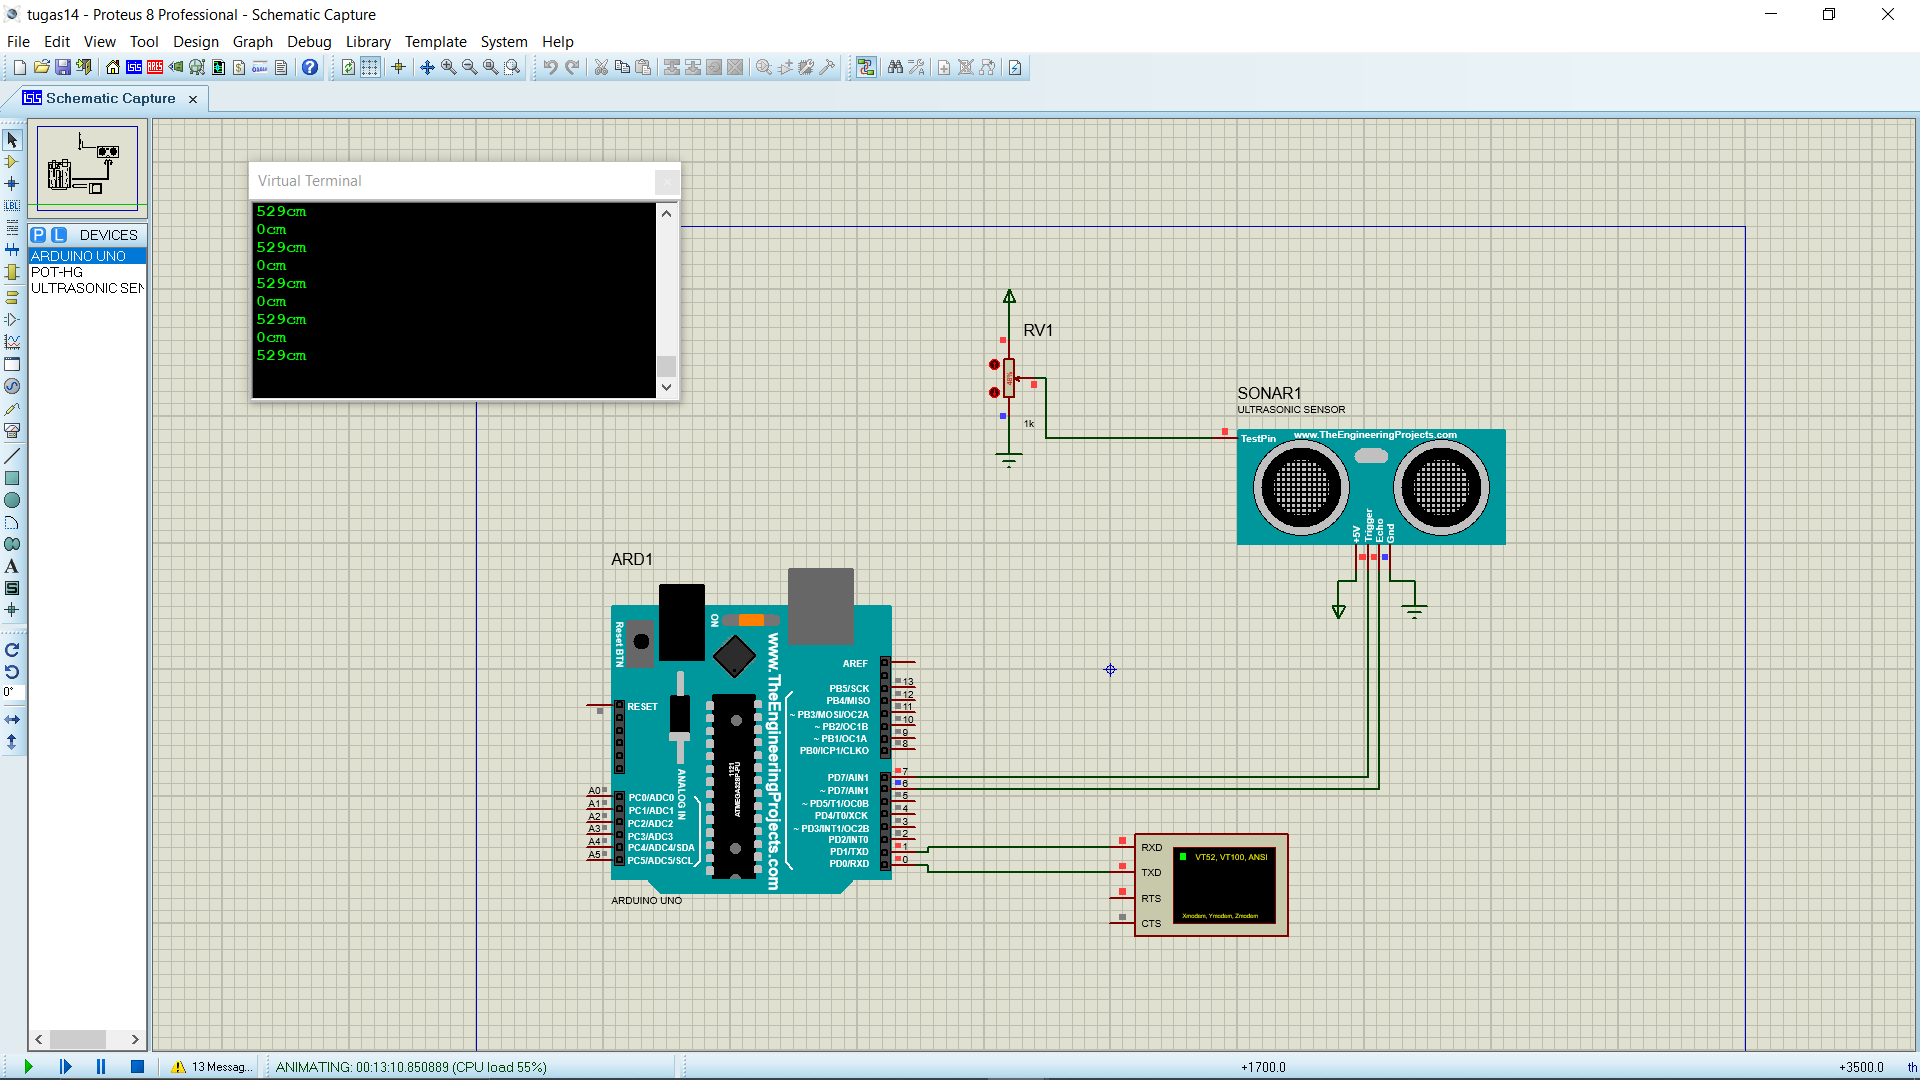 tugas14 - Proteus 8 Professional - Schematic Capture
File Edit View Tool Design Graph Debug Library Template System Help
Schematic Capture
Virtual Terminal
529cm
0cm
529cm
0cm
529cm
0cm
529cm
0cm
529cm
P L DEVICES
ARDUINO UNO
POT-HG
ULTRASONIC SEN
LBL
0°
RV1
1k
SONAR1
ULTRASONIC SENSOR
TestPin
www.TheEngineeringProjects.com
+5V
Trigger
Echo
Gnd
ARD1
Reset BTN
ON
www.TheEngineeringProjects.com
ANALOG IN
ATMEGA328P-PU
1121
RESET
AREF
PB5/SCK 13
PB4/MISO 12
~ PB3/MOSI/OC2A 11
~ PB2/OC1B 10
~ PB1/OC1A 9
PB0/ICP1/CLKO 8
PD7/AIN1 7
~ PD7/AIN1 6
~ PD5/T1/OC0B 5
PD4/T0/XCK 4
~ PD3/INT1/OC2B 3
PD2/INT0 2
PD1/TXD 1
PD0/RXD 0
A0 PC0/ADC0
A1 PC1/ADC1
A2 PC2/ADC2
A3 PC3/ADC3
A4 PC4/ADC4/SDA
A5 PC5/ADC5/SCL
ARDUINO UNO
RXD
TXD
RTS
CTS
VT52, VT100, ANSI
Xmodem, Ymodem, Zmodem
13 Messag...
ANIMATING: 00:13:10.850889 (CPU load 55%)
+1700.0
+3500.0
th